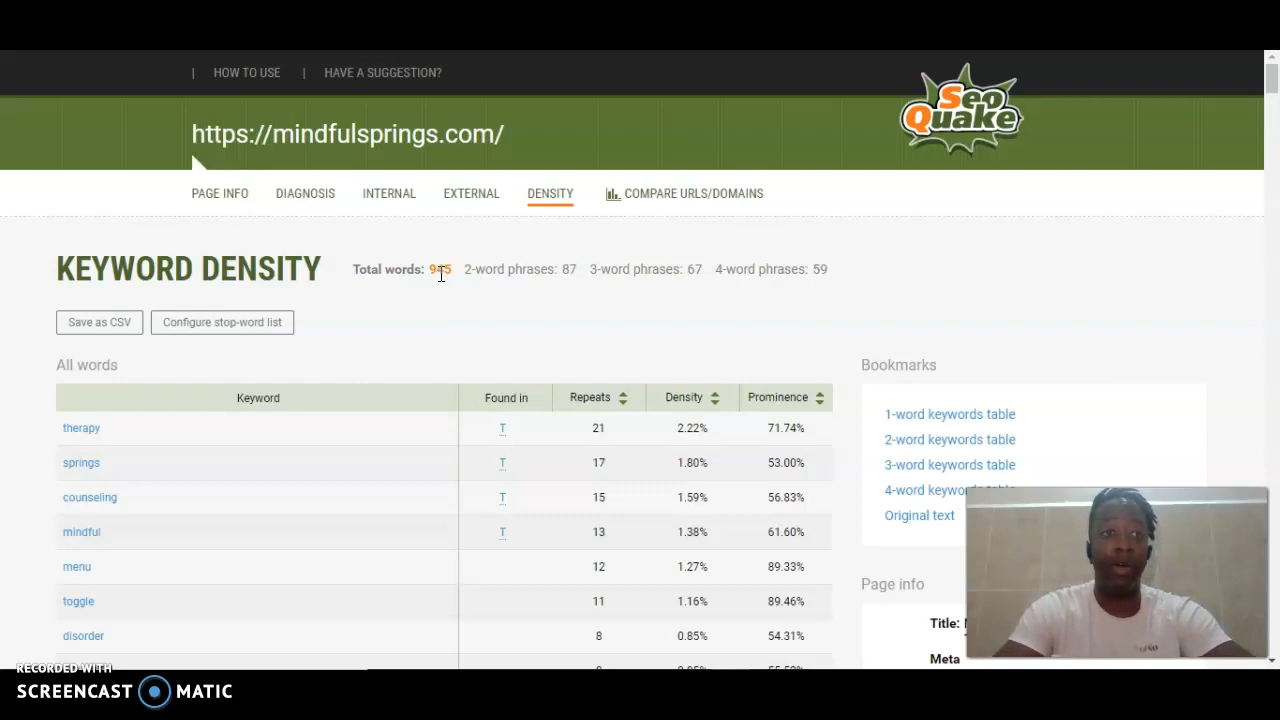 | HOW TO USE | HAVE A SUGGESTION?
Seo
Quake
https://mindfulsprings.com/
PAGE INFO DIAGNOSIS INTERNAL EXTERNAL DENSITY COMPARE URLS/DOMAINS
KEYWORD DENSITY Total words: 945 2-word phrases: 87 3-word phrases: 67 4-word phrases: 59
Save as CSV Configure stop-word list
All words
Keyword Found in Repeats Density Prominence
therapy T 21 2.22% 71.74%
springs T 17 1.80% 53.00%
counseling T 15 1.59% 56.83%
mindful T 13 1.38% 61.60%
menu 12 1.27% 89.33%
toggle 11 1.16% 89.46%
disorder 8 0.85% 54.31%
Bookmarks
1-word keywords table
2-word keywords table
3-word keywords table
4-word keywords
Original text
Page info
Title:
Meta
RECORDED WITH
SCREENCAST MATIC